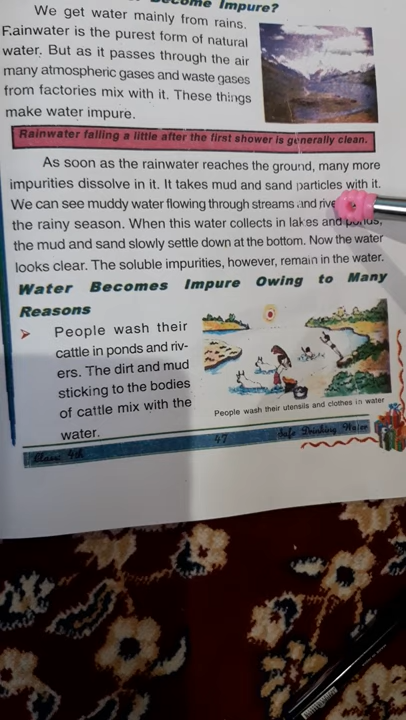 Become Impure?
We get water mainly from rains.
Rainwater is the purest form of natural
water. But as it passes through the air
many atmospheric gases and waste gases
from factories mix with it. These things
make water impure.
Rainwater falling a little after the first shower is generally clean.
As soon as the rainwater reaches the ground, many more
impurities dissolve in it. It takes mud and sand particles with it.
We can see muddy water flowing through streams and
the rainy season. When this water collects in lakes and ponds,
the mud and sand slowly settle down at the bottom. Now the water
looks clear. The soluble impurities, however, remain in the water.
Water Becomes Impure Owing to Many
Reasons
➢ People wash their
cattle in ponds and riv-
ers. The dirt and mud
sticking to the bodies
of cattle mix with the
water.
People wash their utensils and clothes in water
Class 4th 47 Safe Drinking Water